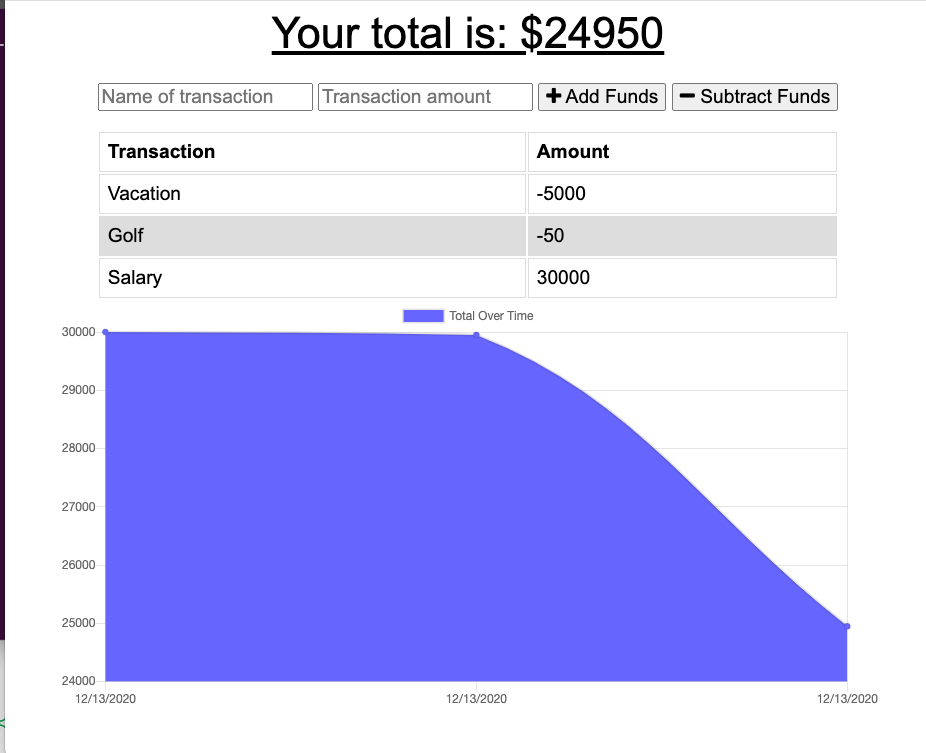 Your total is: $24950
Name of transaction Transaction amount Add Funds Subtract Funds
Transaction Amount
Vacation -5000
Golf -50
Salary 30000
Total Over Time
30000
29000
28000
27000
26000
25000
24000
12/13/2020 12/13/2020 12/13/2020